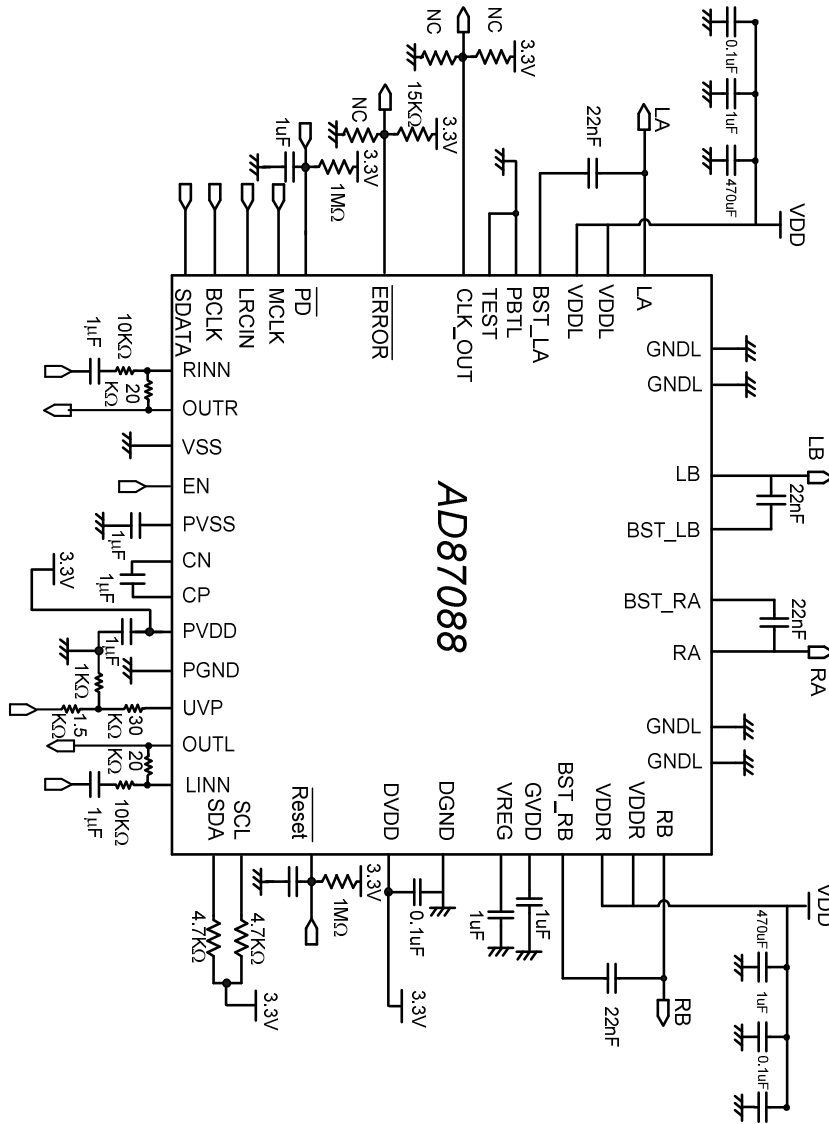 NC
NC
3.3V
NC
15KΩ
3.3V
1uF
3.3V
1MΩ
22nF
LA
0.1uF
1uF
470uF
VDD
SDATA
BCLK
LRCIN
MCLK
PD
ERROR
CLK_OUT
TEST
PBTL
BST_LA
VDDL
VDDL
LA
1μF
10KΩ
20
KΩ
RINN
OUTR
VSS
EN
PVSS
1μF
CN
CP
1μF
3.3V
PVDD
1μF
PGND
1KΩ
UVP
1.5
KΩ
30
KΩ
OUTL
20
KΩ
LINN
1μF
10KΩ
AD87088
GNDL
GNDL
LB
LB
22nF
BST_LB
BST_RA
22nF
RA
RA
GNDL
GNDL
SDA
SCL
Reset
DVDD
DGND
VREG
GVDD
BST_RB
VDDR
VDDR
RB
4.7KΩ
4.7KΩ
3.3V
3.3V
1MΩ
0.1uF
3.3V
1uF
1uF
22nF
RB
VDD
470uF
1uF
0.1uF